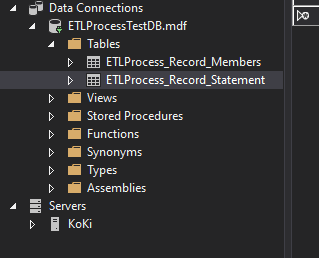 Data Connections
ETLProcessTestDB.mdf
Tables
ETLProcess_Record_Members
ETLProcess_Record_Statement
Views
Stored Procedures
Functions
Synonyms
Types
Assemblies
Servers
KoKi